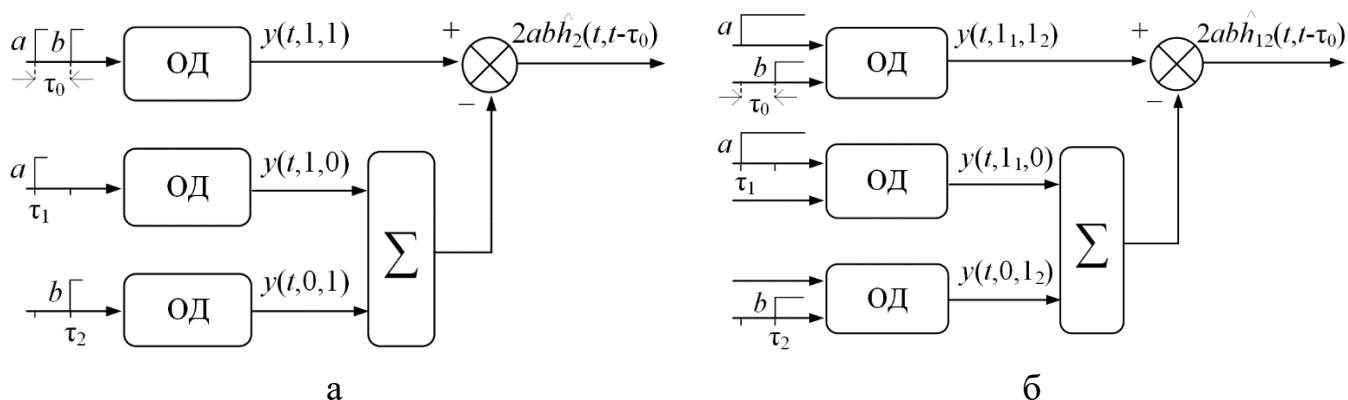 a b ОД y(t,1,1) + 2abĥ₂(t,t-τ₀)
τ₀ −
a ОД y(t,1,0)
τ₁
Σ
b ОД y(t,0,1)
τ₂
а
a ОД y(t,1₁,1₂) + 2abĥ₁₂(t,t-τ₀)
b
τ₀ −
a ОД y(t,1₁,0)
τ₁
Σ
b ОД y(t,0,1₂)
τ₂
б